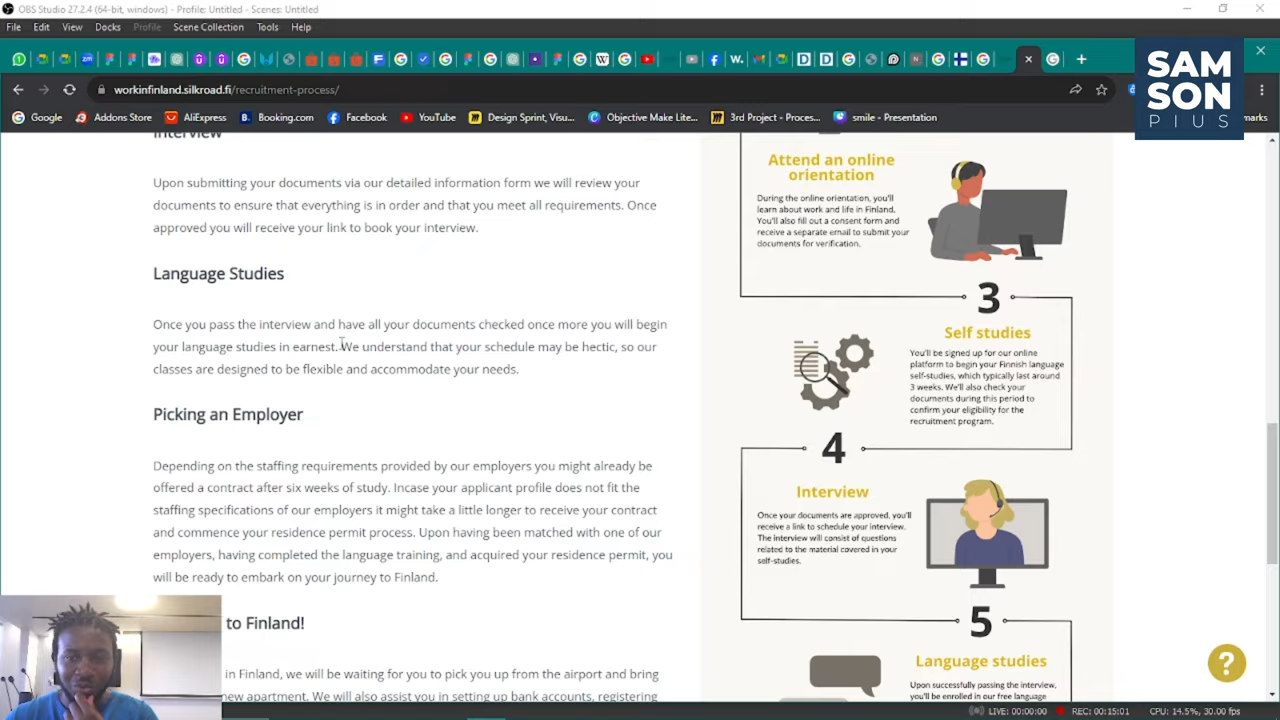 OBS Studio 27.2.4 (64-bit, windows) - Profile: Untitled - Scenes: Untitled
File Edit View Docks Profile Scene Collection Tools Help
workinfinland.silkroad.fi/recruitment-process/
Google Addons Store AliExpress Booking.com Facebook YouTube Design Sprint, Visu... Objective Make Lite... 3rd Project - Proces... smile - Presentation marks
SAM
SON
PIUS
Interview
Upon submitting your documents via our detailed information form we will review your
documents to ensure that everything is in order and that you meet all requirements. Once
approved you will receive your link to book your interview.
Language Studies
Once you pass the interview and have all your documents checked once more you will begin
your language studies in earnest. We understand that your schedule may be hectic, so our
classes are designed to be flexible and accommodate your needs.
Picking an Employer
Depending on the staffing requirements provided by our employers you might already be
offered a contract after six weeks of study. Incase your applicant profile does not fit the
staffing specifications of our employers it might take a little longer to receive your contract
and commence your residence permit process. Upon having been matched with one of our
employers, having completed the language training, and acquired your residence permit, you
will be ready to embark on your journey to Finland.
to Finland!
in Finland, we will be waiting for you to pick you up from the airport and bring
apartment. We will also assist you in setting up bank accounts, registering
Attend an online
orientation
During the online orientation, you'll
learn about work and life in Finland.
You'll also fill out a consent form and
receive a separate email to submit your
documents for verification.
3
Self studies
You'll be signed up for our online
platform to begin your Finnish language
self-studies, which typically last around
3 weeks. We'll also check your
documents during this period to
confirm your eligibility for the
recruitment program.
4
Interview
Once your documents are approved, you'll
receive a link to schedule your interview.
The interview will consist of questions
related to the material covered in your
self-studies.
5
Language studies
Upon successfully passing the interview,
you'll be enrolled in our free language
?
LIVE: 00:00:00 REC: 00:15:01 CPU: 14.5%, 30.00 fps